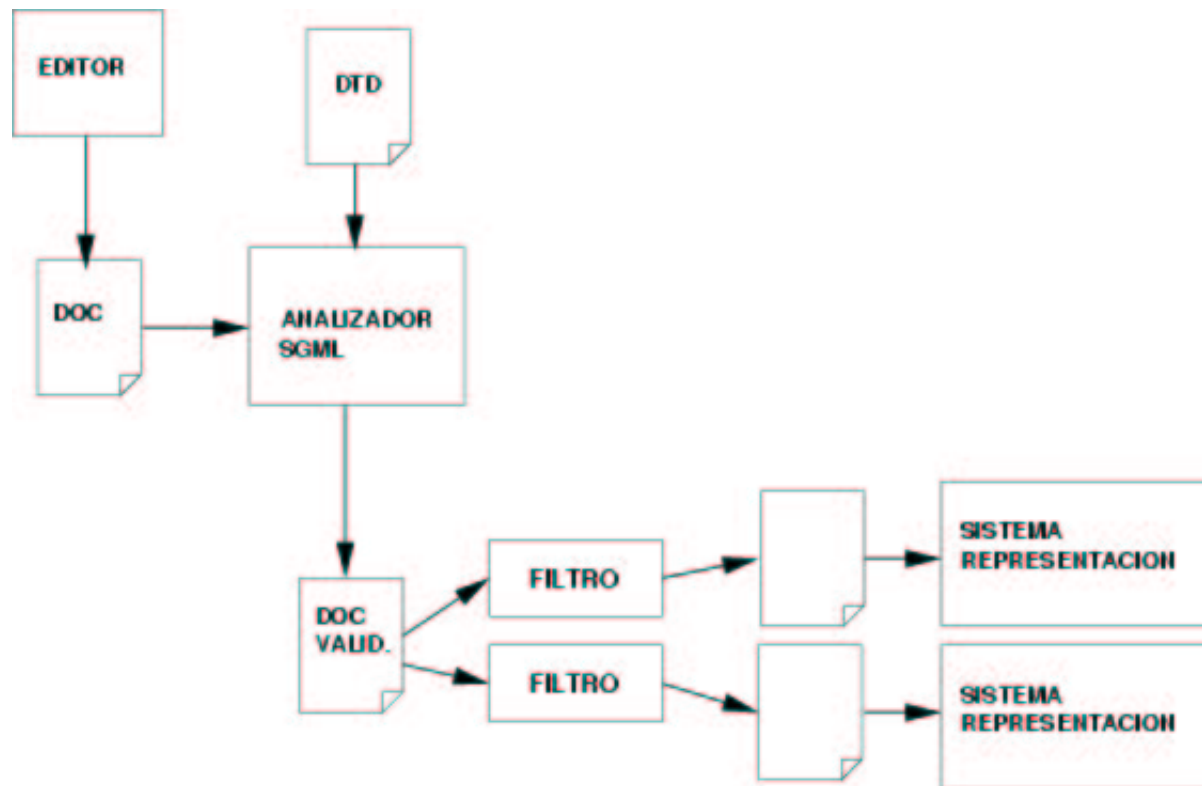 EDITOR
DTD
DOC
ANALIZADOR
SGML
DOC
VALID.
FILTRO
SISTEMA
REPRESENTACION
FILTRO
SISTEMA
REPRESENTACION